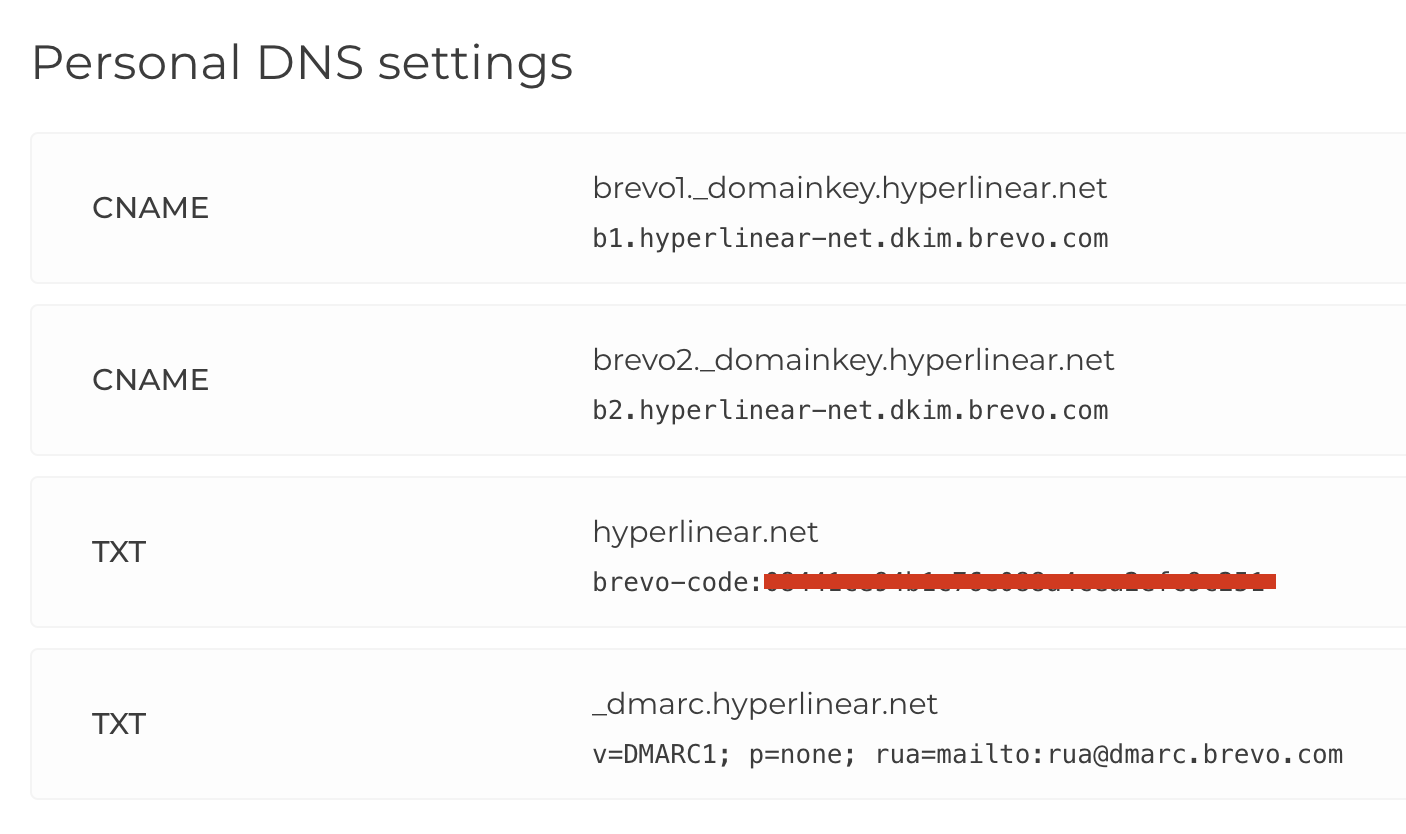 Personal DNS settings
CNAME
brevo1._domainkey.hyperlinear.net
b1.hyperlinear-net.dkim.brevo.com
CNAME
brevo2._domainkey.hyperlinear.net
b2.hyperlinear-net.dkim.brevo.com
TXT
hyperlinear.net
brevo-code:
TXT
_dmarc.hyperlinear.net
v=DMARC1; p=none; rua=mailto:rua@dmarc.brevo.com